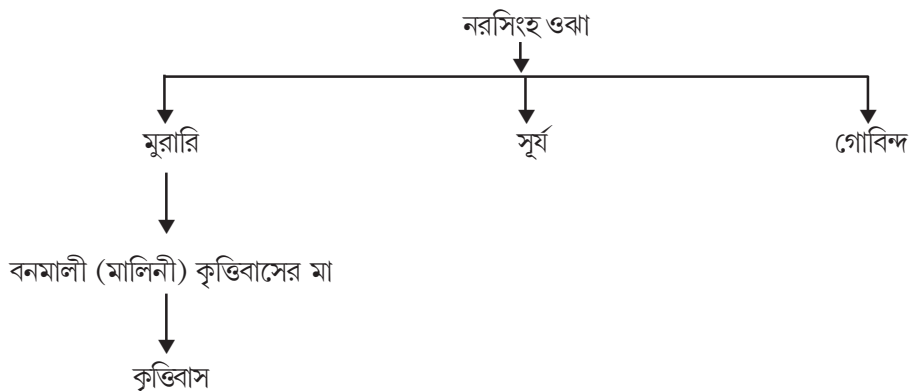 নরসিংহ ওঝা
মুরারি সূর্য গোবিন্দ
বনমালী (মালিনী) কৃত্তিবাসের মা
কৃত্তিবাস